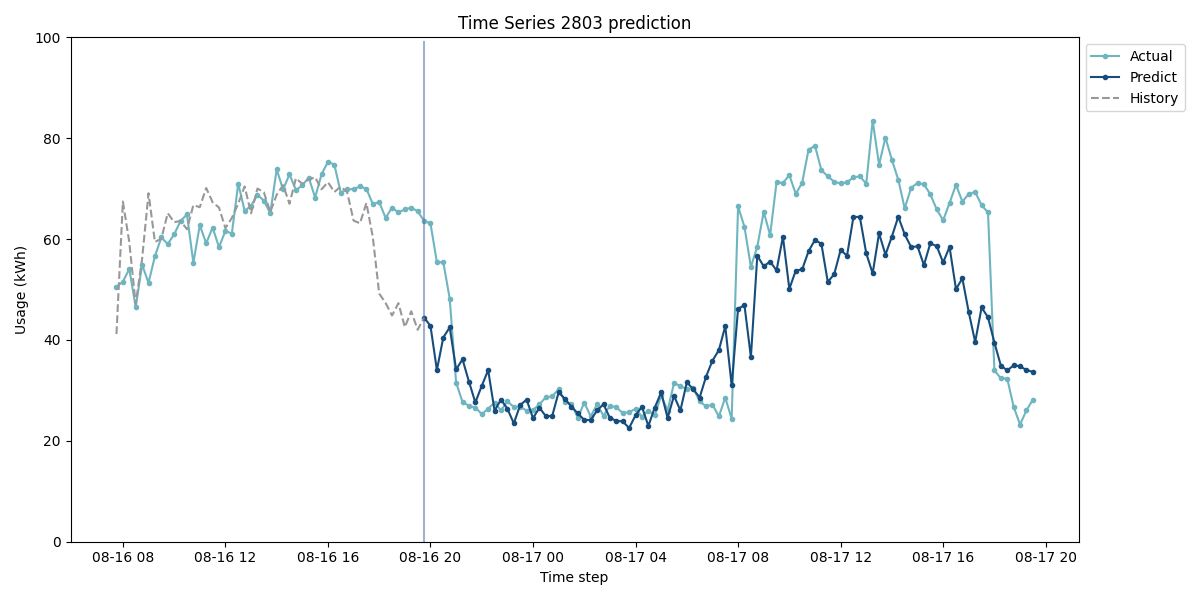 Time Series 2803 prediction
100
80
60
40
20
0
Usage (kWh)
08-16 08
08-16 12
08-16 16
08-16 20
08-17 00
08-17 04
08-17 08
08-17 12
08-17 16
08-17 20
Time step
Actual
Predict
History